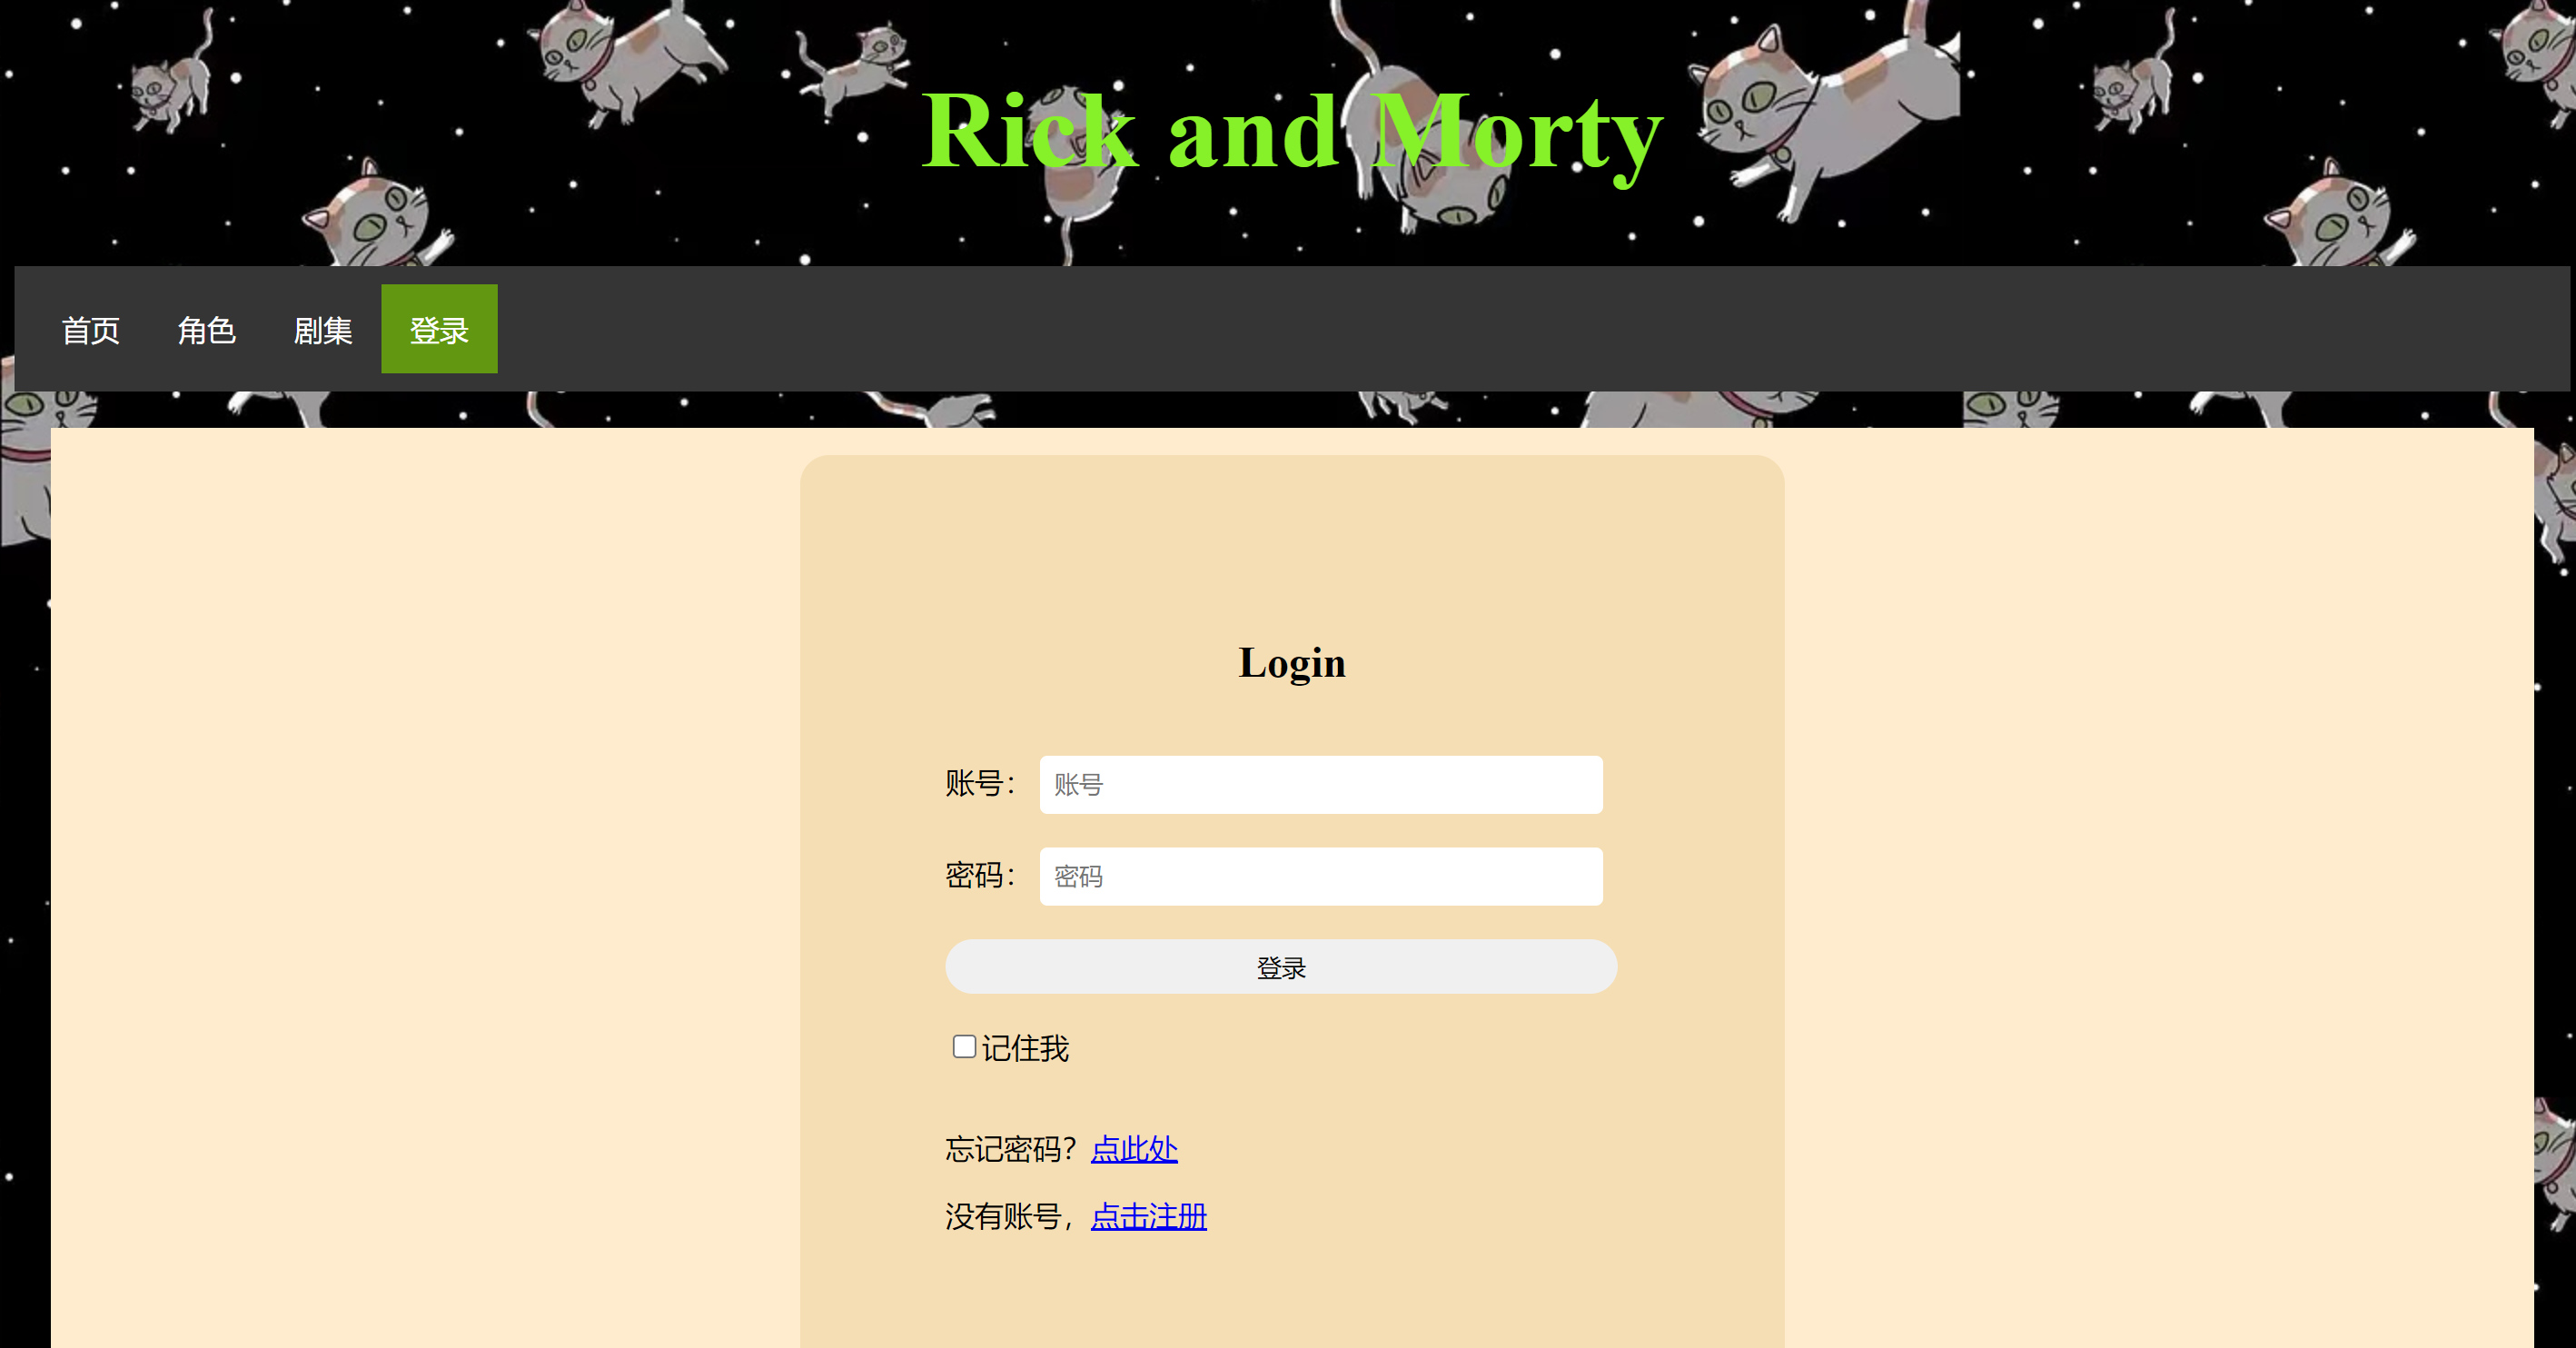 Rick and Morty
首页 角色 剧集 登录
Login
账号： 账号
密码： 密码
登录
记住我
忘记密码？点此处
没有账号，点击注册